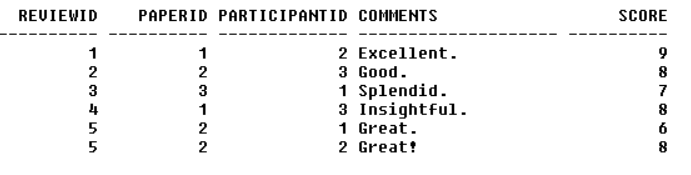 REVIEWID PAPERID PARTICIPANTID COMMENTS SCORE
---------- ---------- ------------- -------------------- ----------
1 1 2 Excellent. 9
2 2 3 Good. 8
3 3 1 Splendid. 7
4 1 3 Insightful. 8
5 2 1 Great. 6
5 2 2 Great! 8